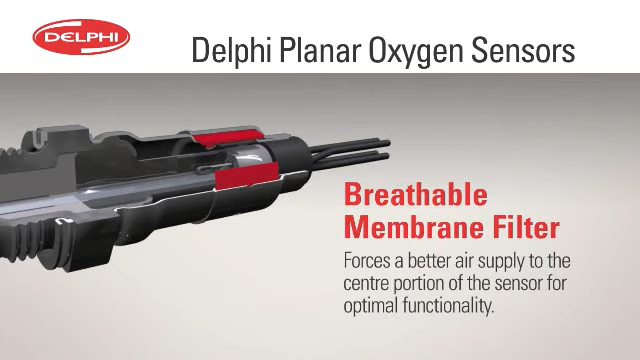 DELPHI
Delphi Planar Oxygen Sensors
Breathable
Membrane Filter
Forces a better air supply to the
centre portion of the sensor for
optimal functionality.